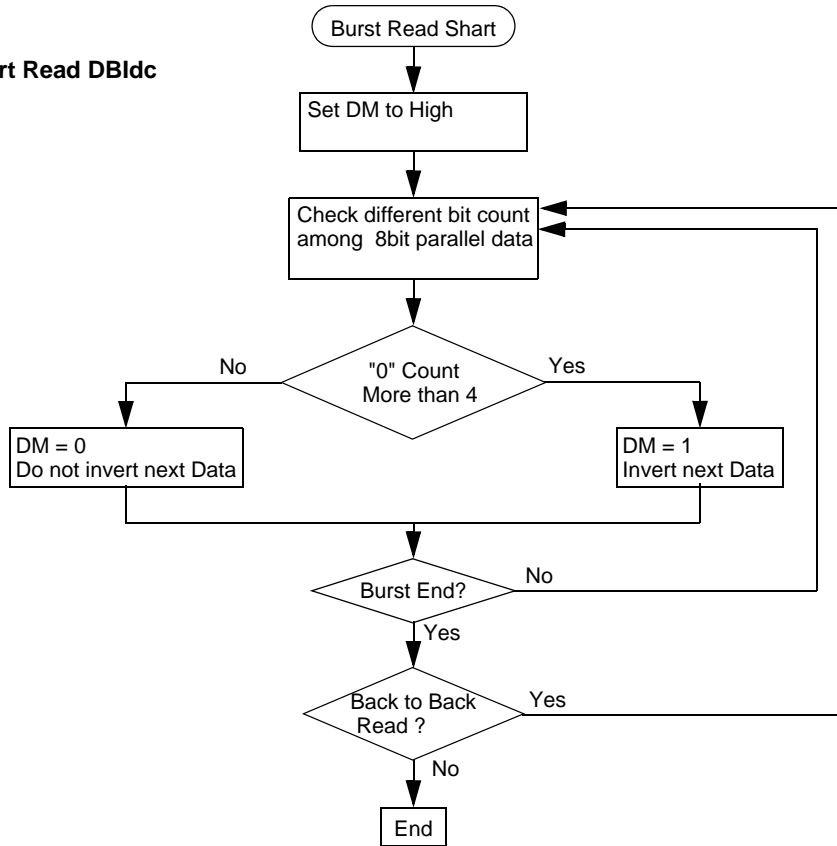 Burst Read Shart
rt Read DBIdc
Set DM to High
Check different bit count
among 8bit parallel data
No
"0" Count
More than 4
Yes
DM = 0
Do not invert next Data
DM = 1
Invert next Data
Burst End?
No
Yes
Back to Back
Read ?
Yes
No
End